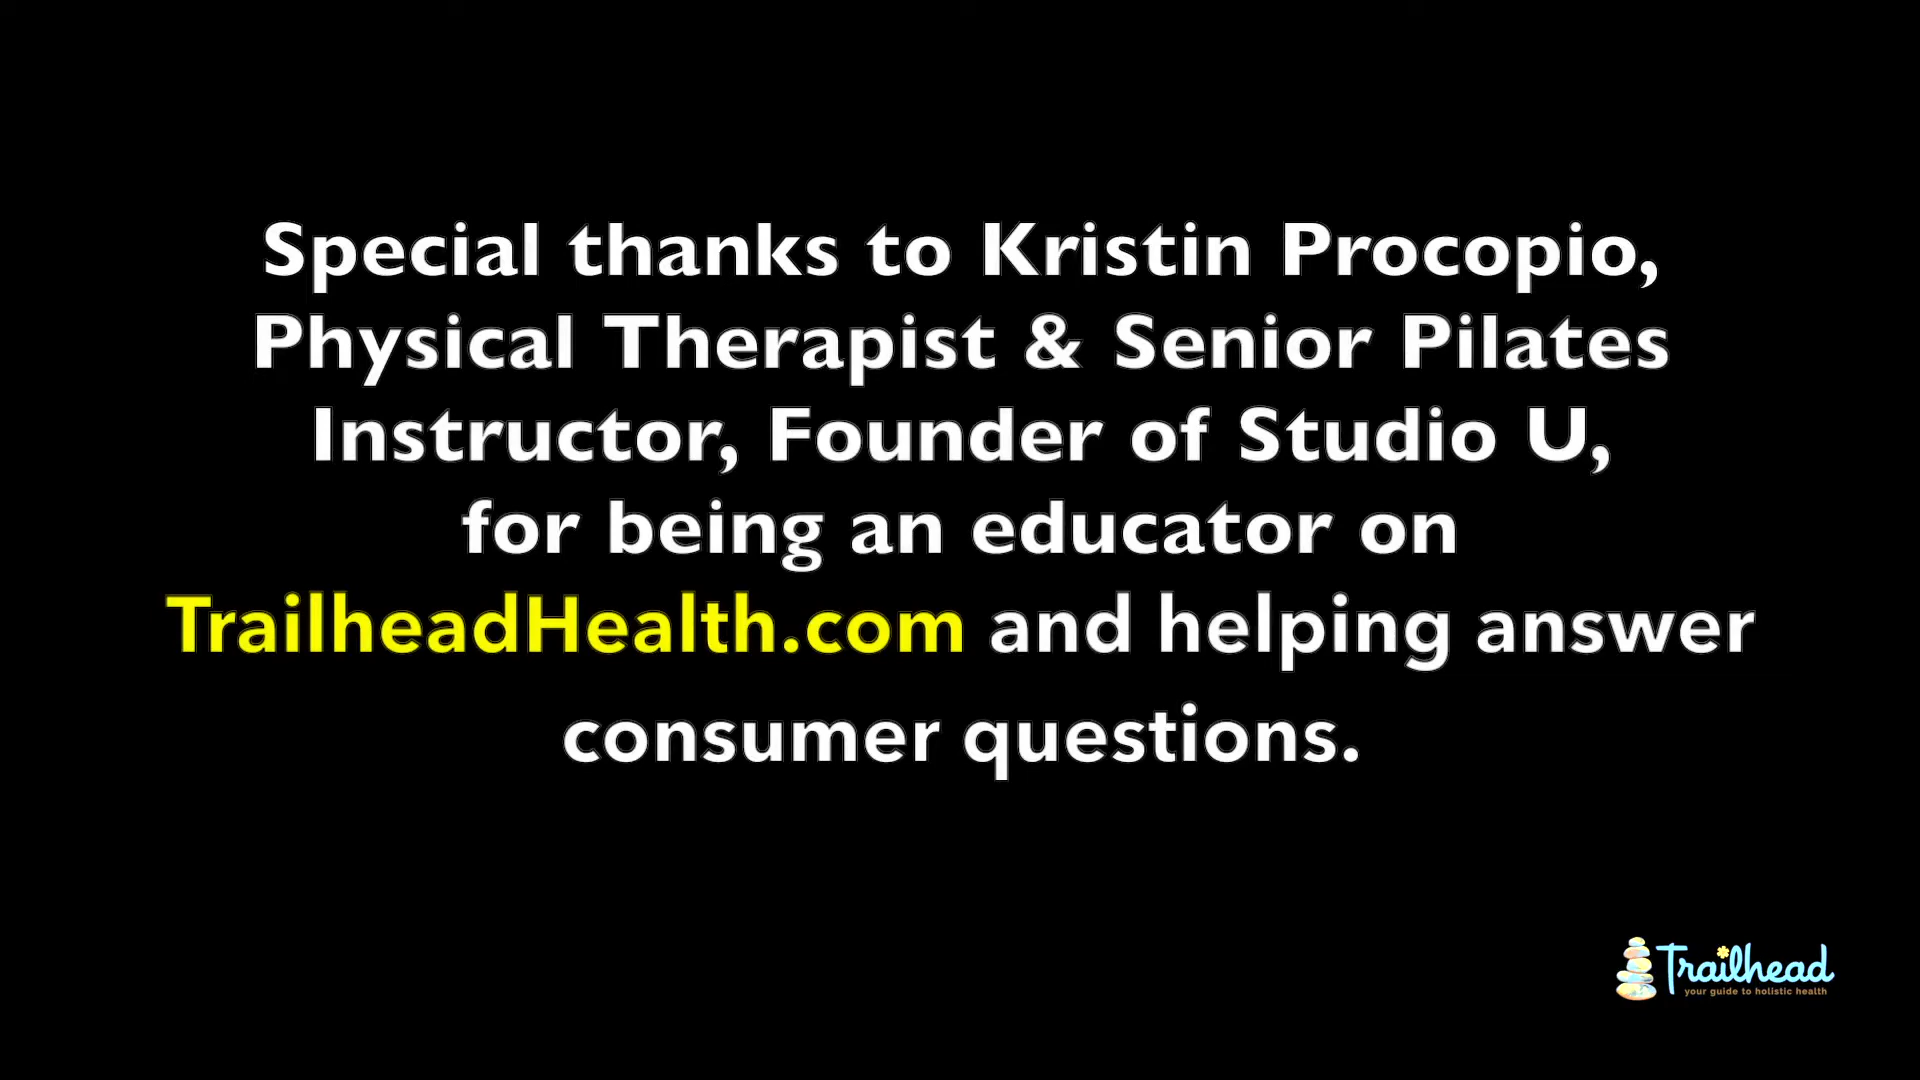 Special thanks to Kristin Procopio,
Physical Therapist & Senior Pilates
Instructor, Founder of Studio U,
for being an educator on
TrailheadHealth.com and helping answer
consumer questions.
Trailhead
your guide to holistic health